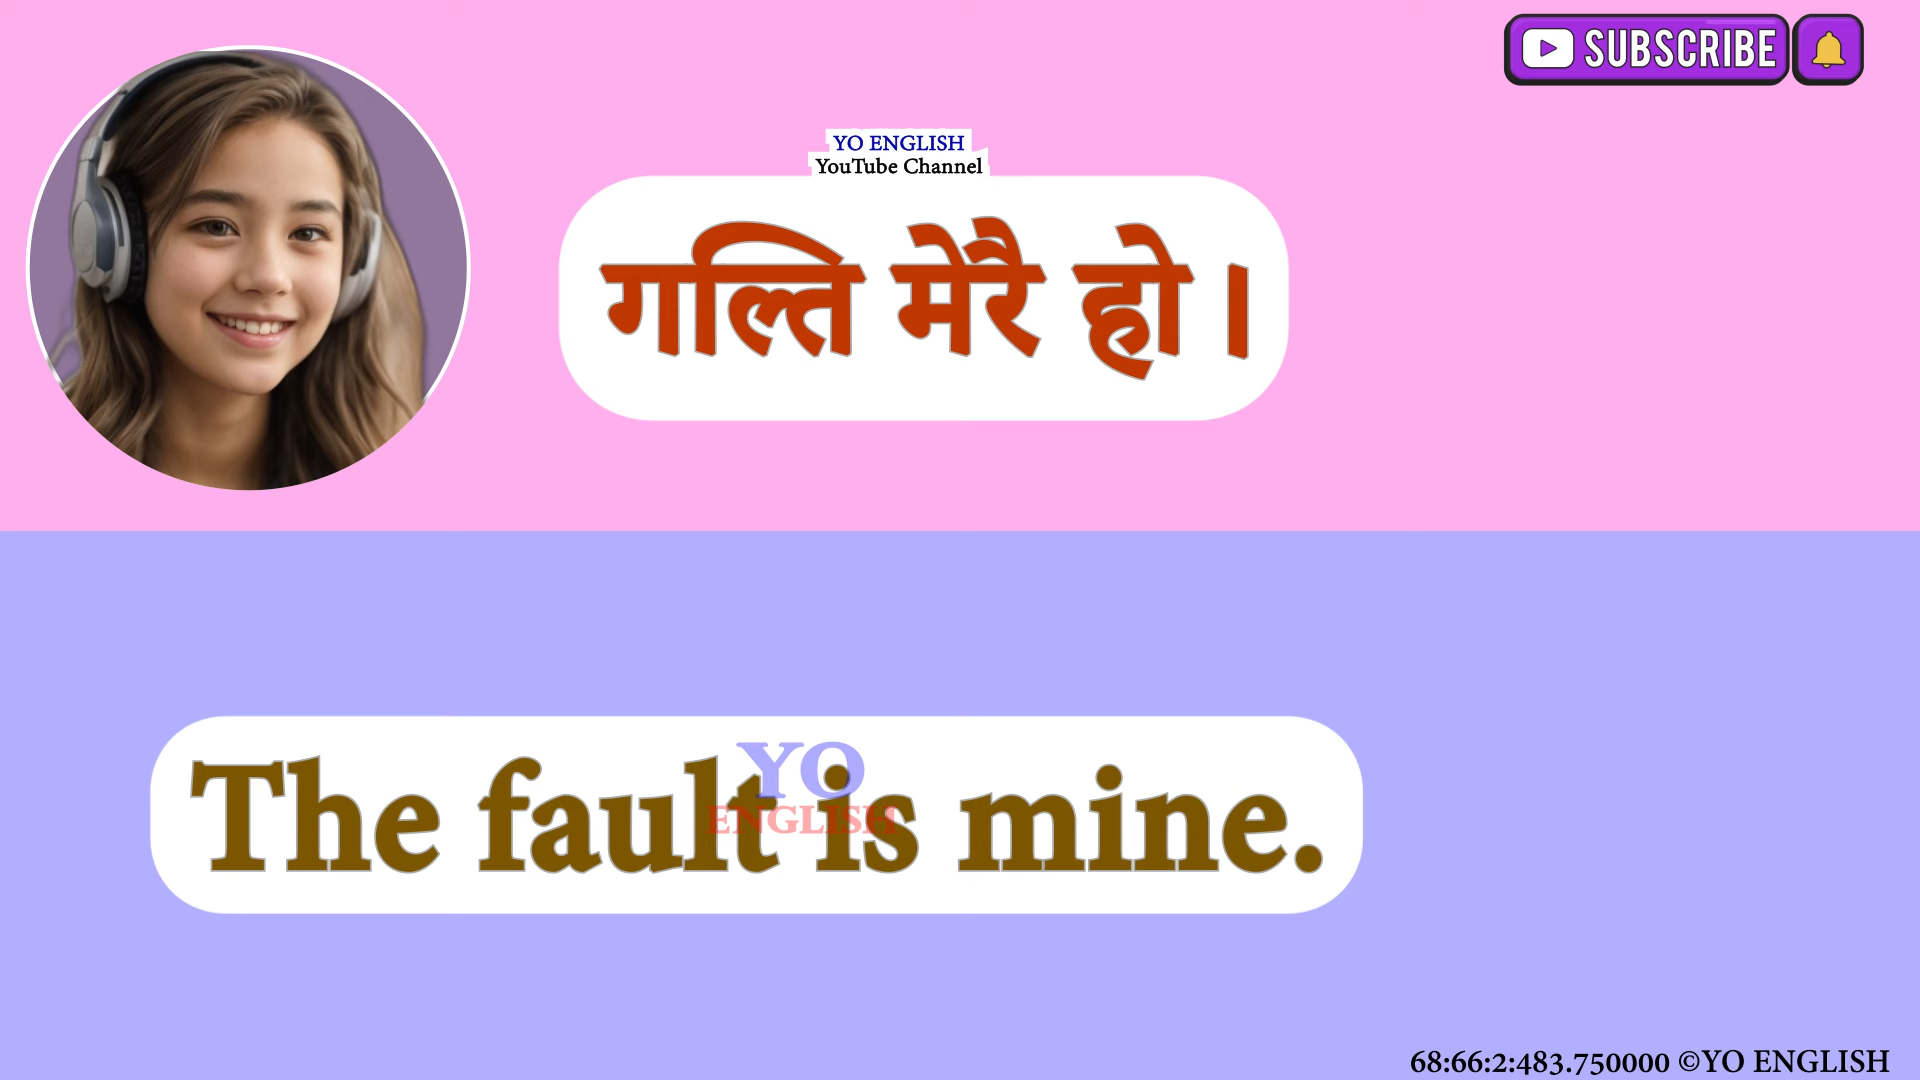 SUBSCRIBE
YO ENGLISH
YouTube Channel
गल्ति मेरै हो ।
YO
ENGLISH
The fault is mine.
68:66:2:483.750000 ©YO ENGLISH